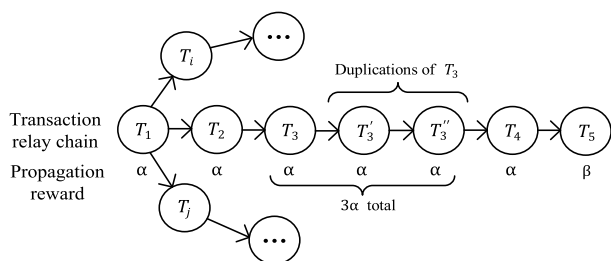 •••
Tᵢ
Duplications of T₃
Transaction relay chain
T₁ T₂ T₃ T₃′ T₃″ T₄ T₅
Propagation reward
α α α α α α β
3α total
Tⱼ
•••